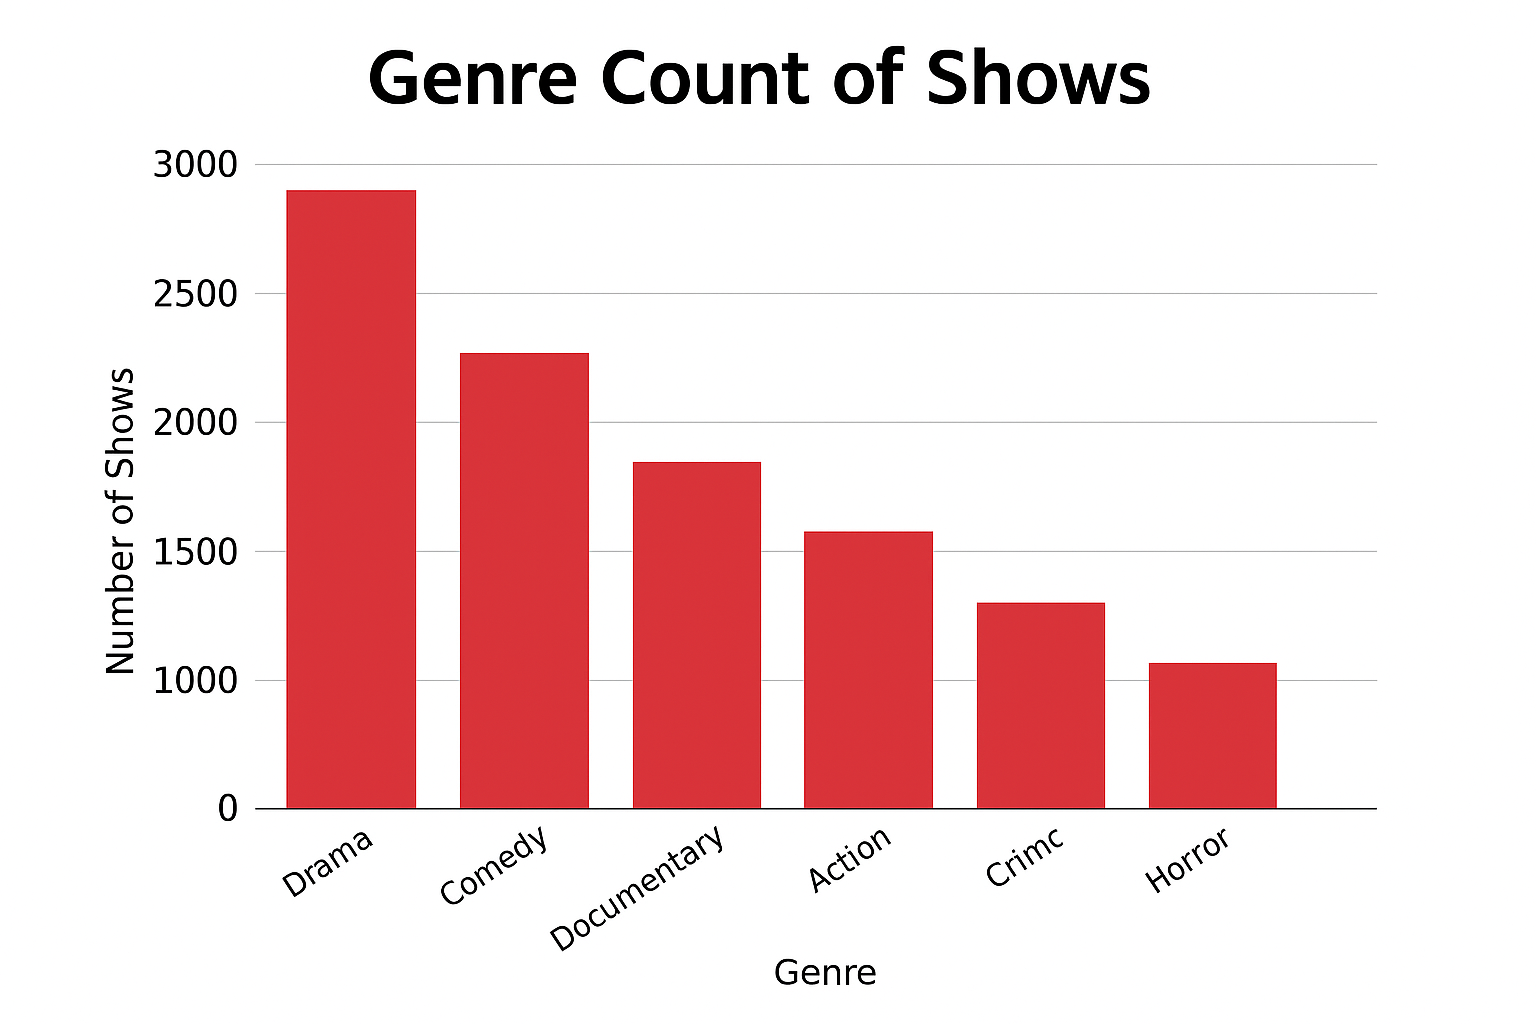 Genre Count of Shows
3000
2500
2000
1500
1000
0
Number of Shows
Drama
Comedy
Documentary
Action
Crimc
Horror
Genre